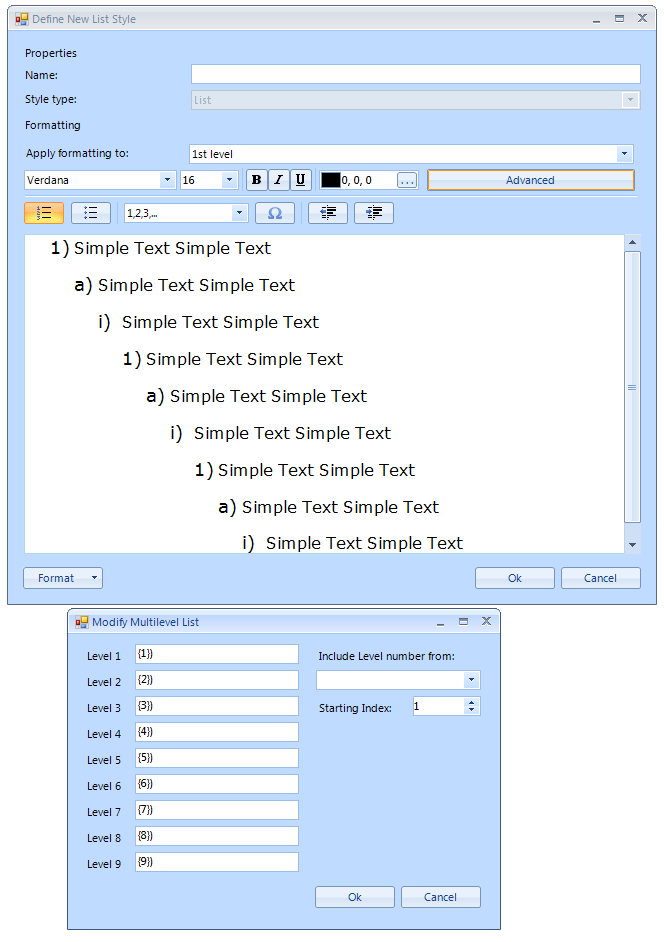 Define New List Style
Properties
Name:
Style type: List
Formatting
Apply formatting to: 1st level
Verdana 16 B I U 0, 0, 0 ... Advanced
1,2,3,... Ω
1) Simple Text Simple Text
a) Simple Text Simple Text
i) Simple Text Simple Text
1) Simple Text Simple Text
a) Simple Text Simple Text
i) Simple Text Simple Text
1) Simple Text Simple Text
a) Simple Text Simple Text
i) Simple Text Simple Text
Format Ok Cancel
Modify Multilevel List
Level 1 {1}) Include Level number from:
Level 2 {2})
Level 3 {3}) Starting Index: 1
Level 4 {4})
Level 5 {5})
Level 6 {6})
Level 7 {7})
Level 8 {8})
Level 9 {9})
Ok Cancel